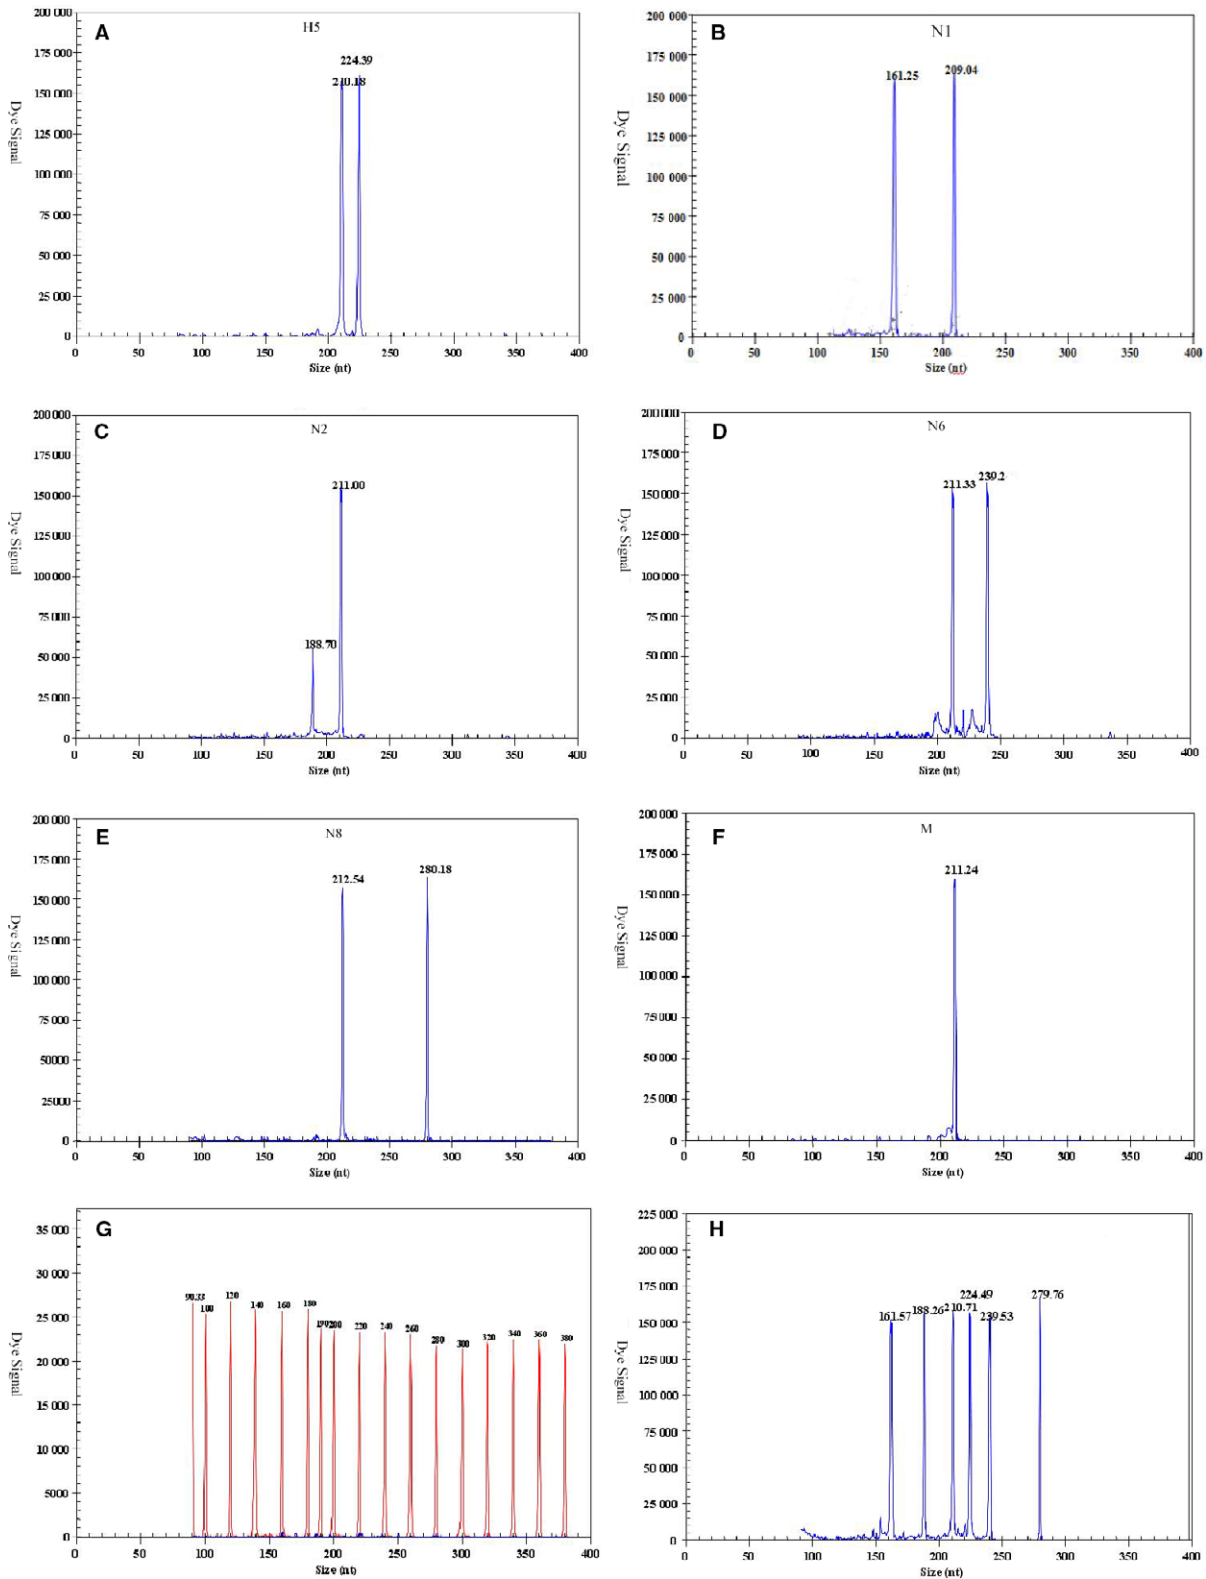 A
H5
200 000
175 000
150 000
125 000
100 000
75 000
50 000
25 000
0
224.39
210.18
0 50 100 150 200 250 300 350 400
Size (nt)
Dye Signal
B
N1
200 000
175 000
150 000
125 000
100 000
75 000
50 000
25 000
0
161.25
209.04
0 50 100 150 200 250 300 350 400
Size (nt)
Dye Signal
C
N2
200 000
175 000
150 000
125 000
100 000
75 000
50 000
25 000
0
188.70
211.00
0 50 100 150 200 250 300 350 400
Size (nt)
Dye Signal
D
N6
200 000
175 000
150 000
125 000
100 000
75 000
50 000
25 000
0
211.33
239.2
0 50 100 150 200 250 300 350 400
Size (nt)
Dye Signal
E
N8
200 000
175 000
150 000
125 000
100 000
75 000
50000
25000
0
212.54
280.18
0 50 100 150 200 250 300 350 400
Size (nt)
Dye Signal
F
M
200 000
175 000
150 000
125 000
100 000
75 000
50 000
25 000
0
211.24
0 50 100 150 200 250 300 350 400
Size (nt)
Dye Signal
G
35 000
30 000
25 000
20 000
15 000
10 000
5000
0
90.33 100 120 140 160 180 190 200 220 240 260 280 300 320 340 360 380
0 50 100 150 200 250 300 350 400
Size (nt)
Dye Signal
H
225 000
200 000
175 000
150 000
125 000
100 000
75 000
50 000
25 000
0
161.57 188.26 210.71 224.49 239.53 279.76
0 50 100 150 200 250 300 350 400
Size (nt)
Dye Signal